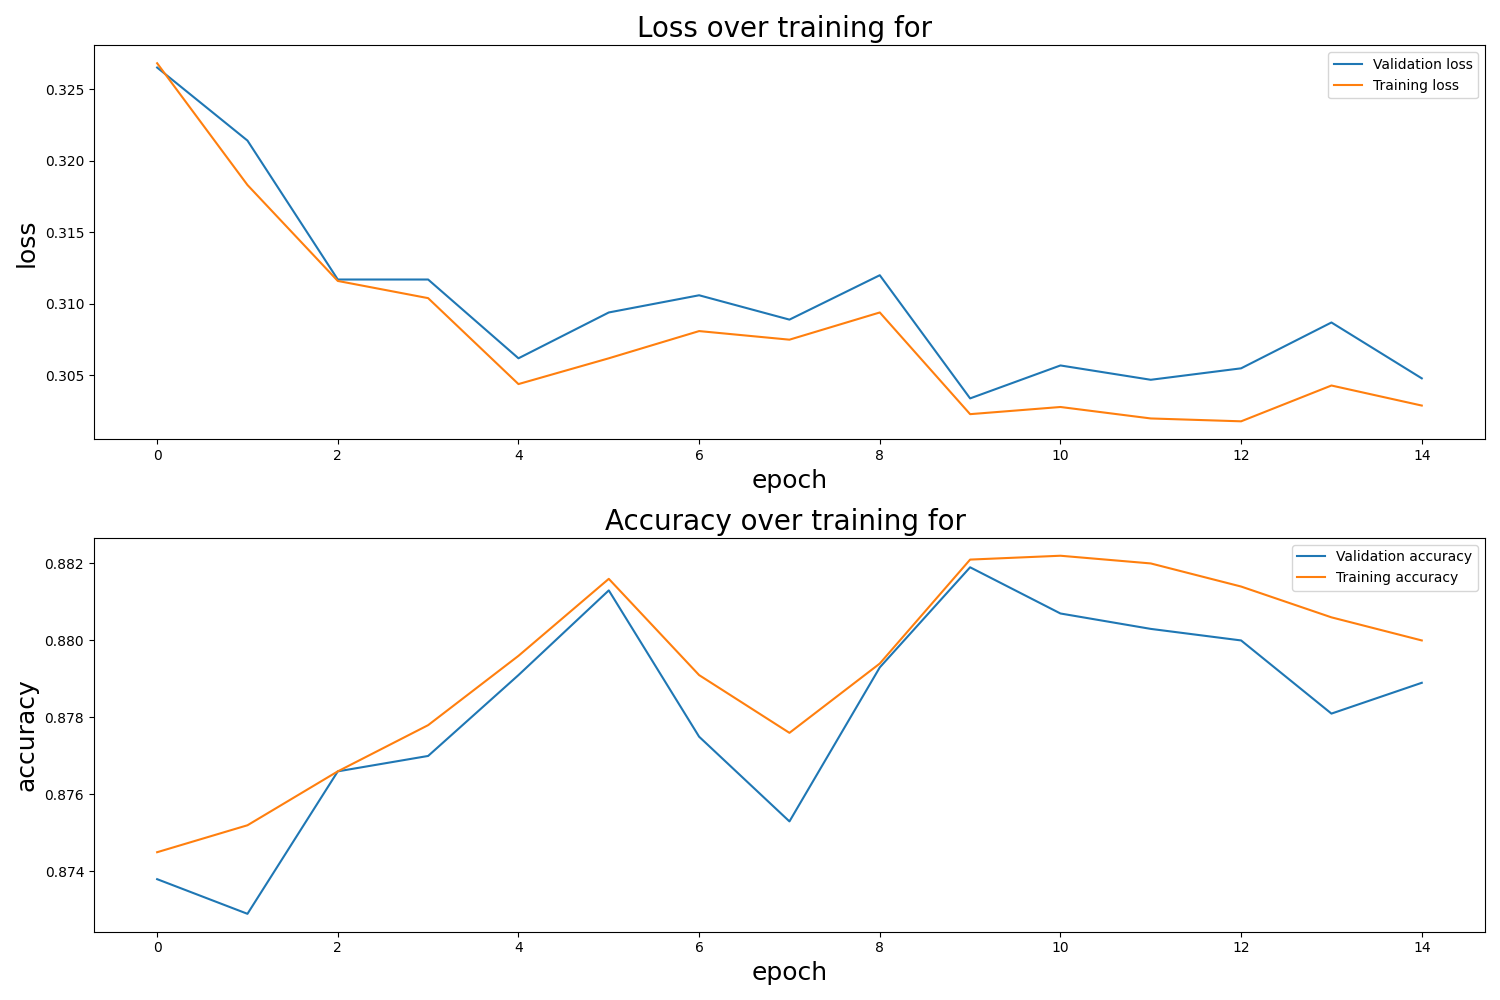 Loss over training for
Validation loss
Training loss
0.325
0.320
0.315
0.310
0.305
loss
0 2 4 6 8 10 12 14
epoch
Accuracy over training for
Validation accuracy
Training accuracy
0.882
0.880
0.878
0.876
0.874
accuracy
0 2 4 6 8 10 12 14
epoch